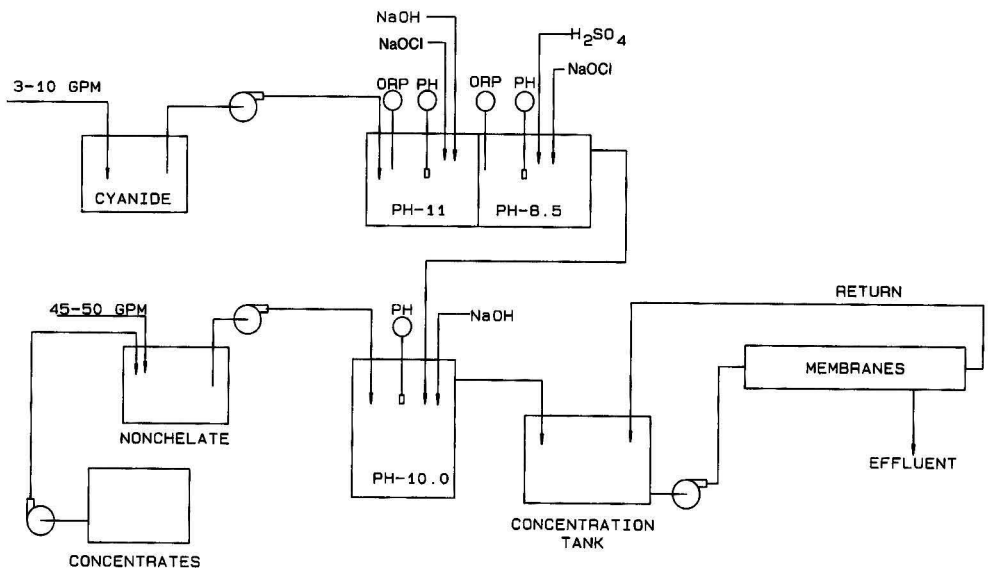 NaOH
NaOCl
H2SO4
NaOCl
3-10 GPM
ORP PH
ORP PH
CYANIDE
PH-11
PH-8.5
45-50 GPM
PH
NaOH
RETURN
MEMBRANES
NONCHELATE
EFFLUENT
PH-10.0
CONCENTRATES
CONCENTRATION
TANK